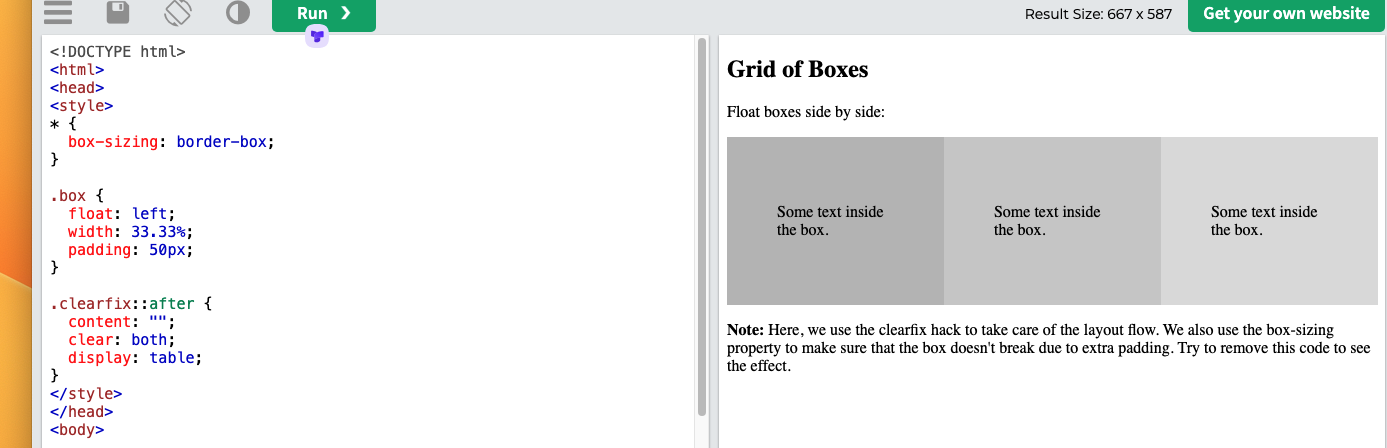 Run ❯
Result Size: 667 x 587
Get your own website
<!DOCTYPE html>
<html>
<head>
<style>
* {
  box-sizing: border-box;
}

.box {
  float: left;
  width: 33.33%;
  padding: 50px;
}

.clearfix::after {
  content: "";
  clear: both;
  display: table;
}
</style>
</head>
<body>
Grid of Boxes
Float boxes side by side:
Some text inside
the box.
Some text inside
the box.
Some text inside
the box.
Note: Here, we use the clearfix hack to take care of the layout flow. We also use the box-sizing
property to make sure that the box doesn't break due to extra padding. Try to remove this code to see
the effect.